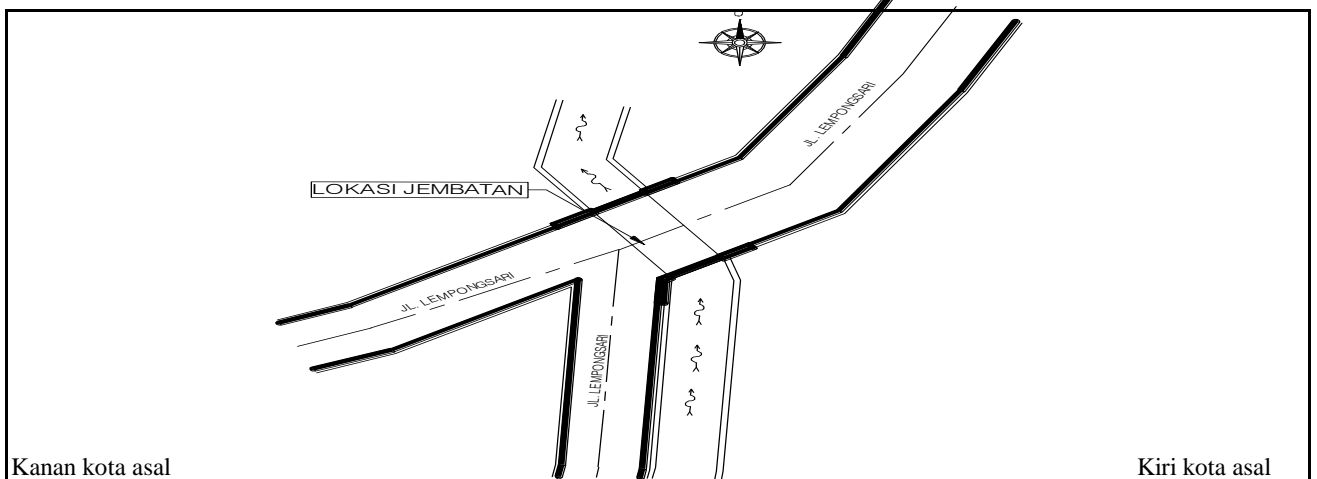 JL. LEMPONGSARI
LOKASI JEMBATAN
JL. LEMPONGSARI
JL. LEMPONGSARI
Kanan kota asal
Kiri kota asal